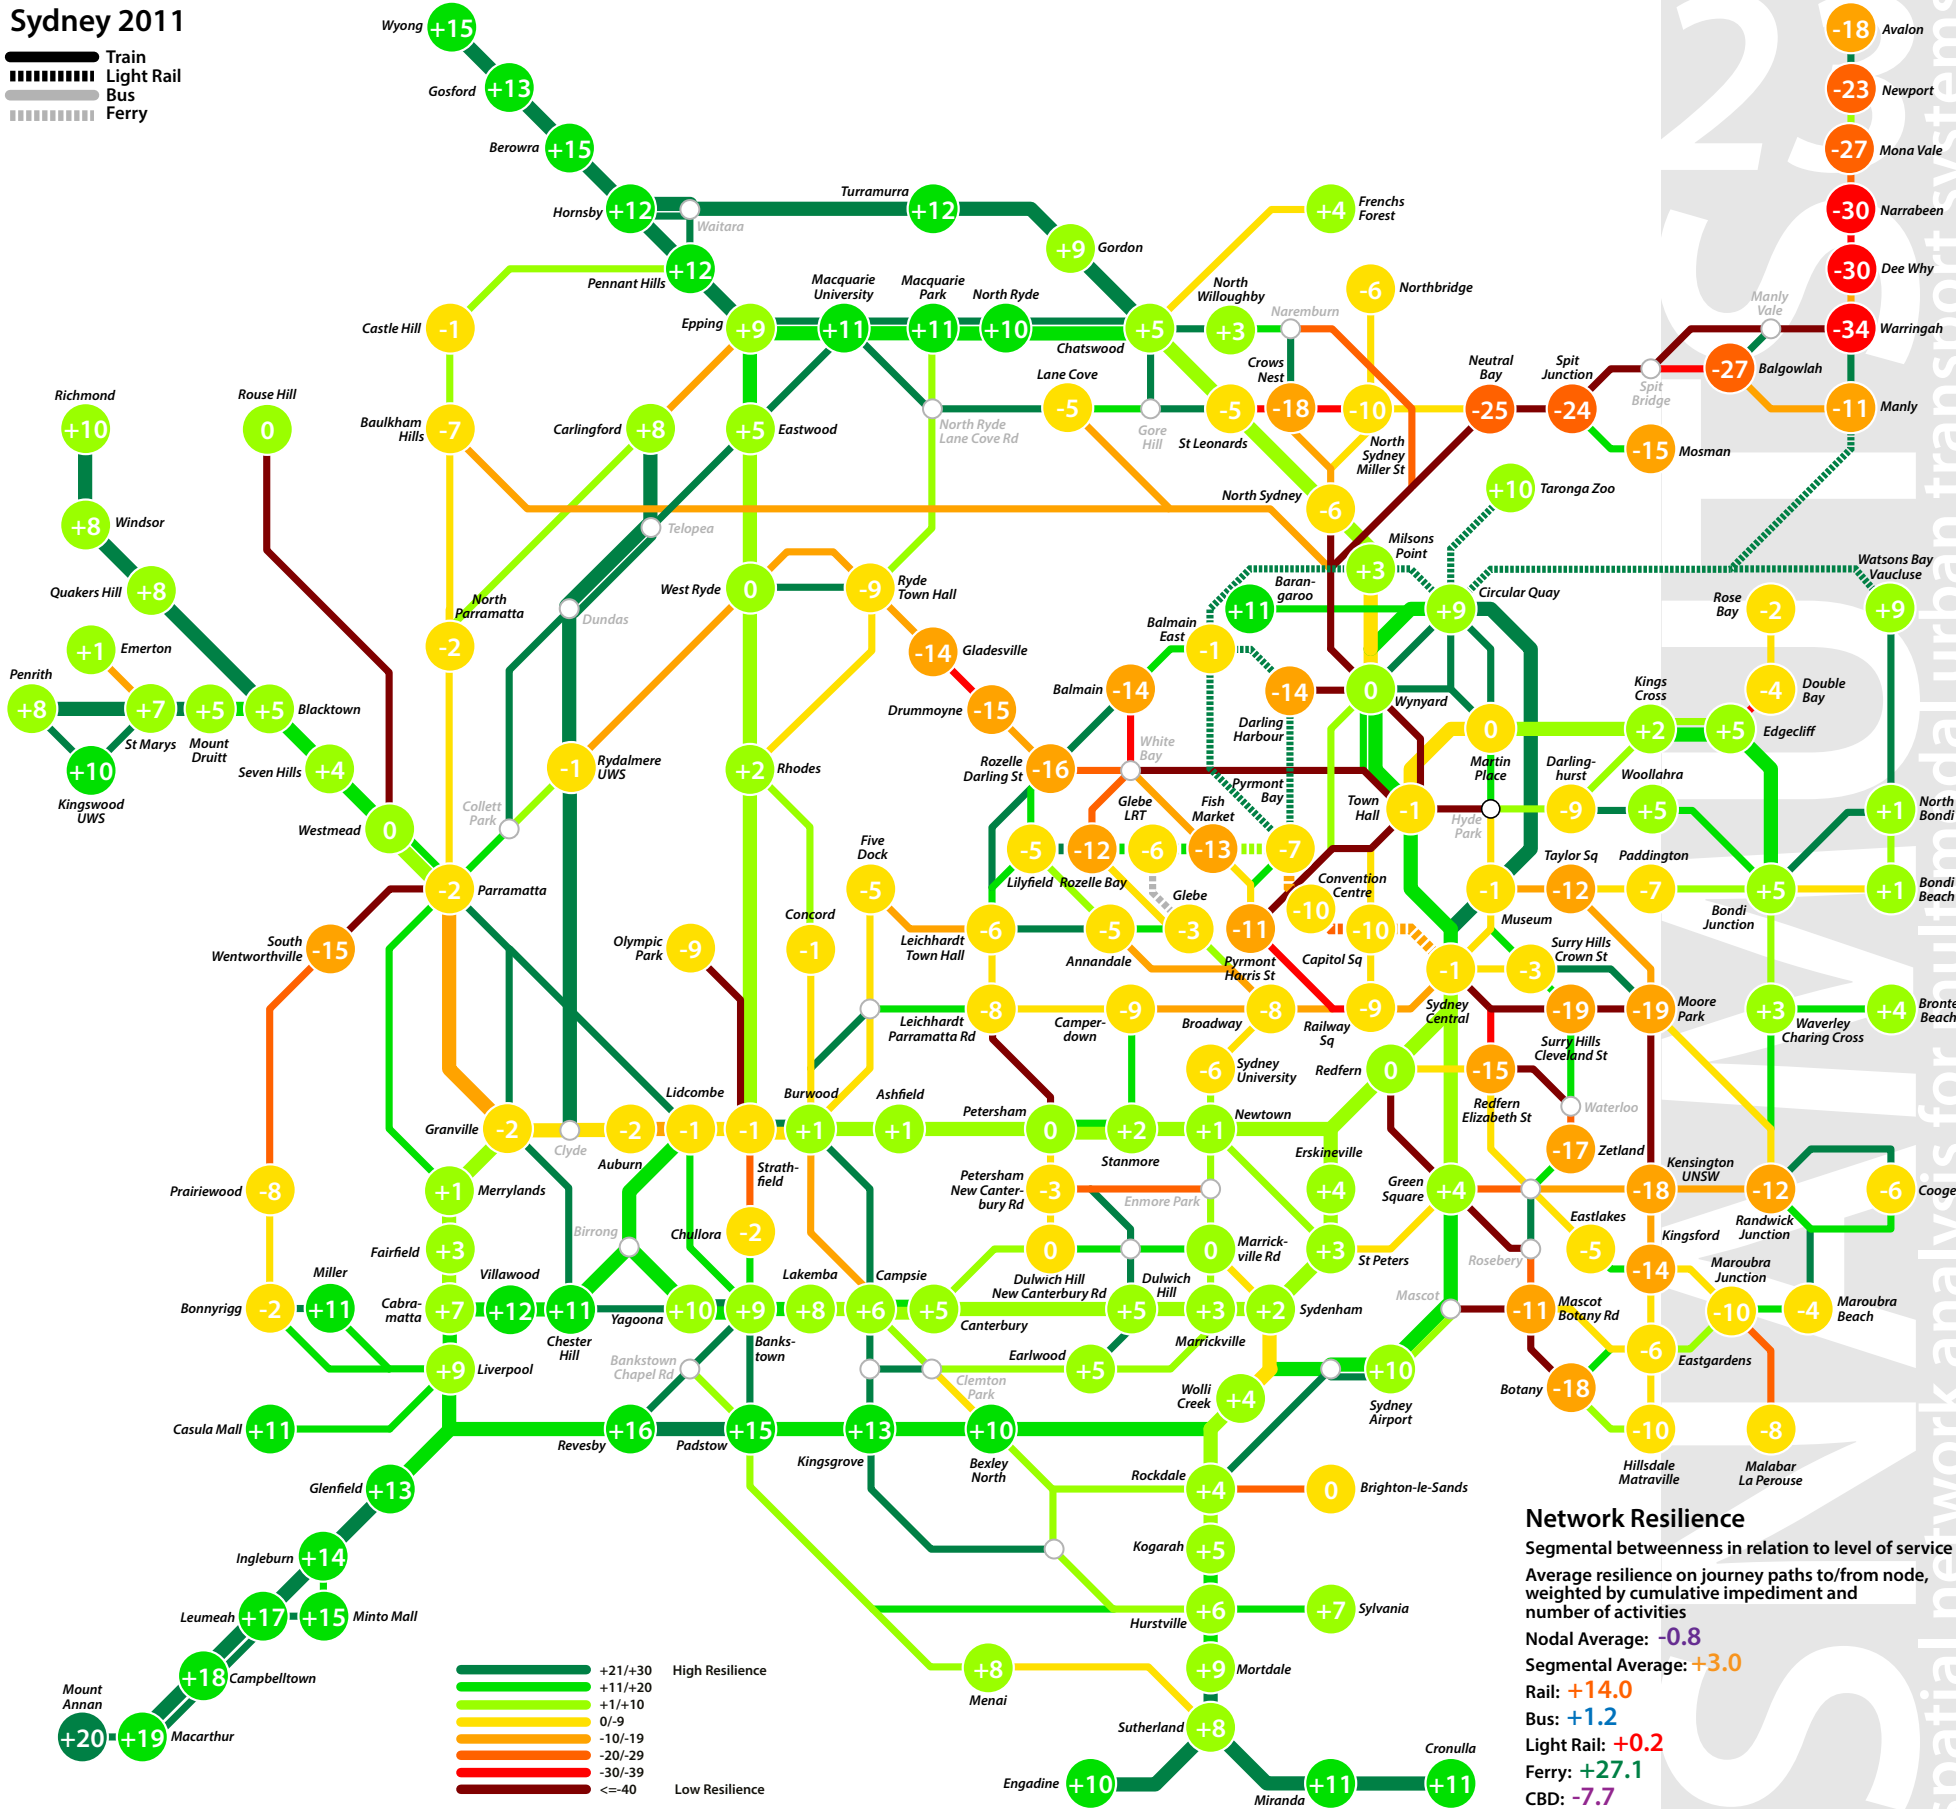 Sydney 2011
Train
Light Rail
Bus
Ferry
Wyong
+15
Gosford
+13
Berowra
+15
Hornsby
+12
Waitara
Turramurra
+12
Gordon
+9
Pennant Hills
+12
Frenchs
Forest
+4
Northbridge
-6
Castle Hill
-1
Epping
+9
Macquarie
University
+11
Macquarie
Park
+11
North Ryde
+10
Chatswood
+5
North
Willoughby
+3
Naremburn
Crows
Nest
-18
Avalon
-18
Newport
-23
Mona Vale
-27
Narrabeen
-30
Dee Why
-30
Warringah
-34
Manly
Vale
Balgowlah
-27
Spit
Bridge
Manly
-11
Neutral
Bay
-25
Spit
Junction
-24
Mosman
-15
Richmond
+10
Rouse Hill
0
Baulkham
Hills
-7
Carlingford
+8
Eastwood
+5
North Ryde
Lane Cove Rd
Lane Cove
-5
Gore
Hill
St Leonards
-5
North
Sydney
Miller St
-10
North Sydney
-6
Taronga Zoo
+10
Windsor
+8
Telopea
Quakers Hill
+8
North
Parramatta
-2
Dundas
West Ryde
0
Ryde
Town Hall
-9
Milsons
Point
+3
Baran-
garoo
+11
Circular Quay
+9
Rose
Bay
-2
Watsons Bay
Vaucluse
+9
Emerton
+1
Penrith
+8
St Marys
+7
Mount
Druitt
+5
Blacktown
+5
Kingswood
UWS
+10
Seven Hills
+4
Westmead
0
Collett
Park
Rydalmere
UWS
-1
Rhodes
+2
Gladesville
-14
Drummoyne
-15
Rozelle
Darling St
-16
Balmain
-14
Balmain
East
-1
Darling
Harbour
-14
Wynyard
0
Martin
Place
0
Kings
Cross
+2
Edgecliff
+5
Double
Bay
-4
White
Bay
Pyrmont
Bay
-7
Town
Hall
-1
Hyde
Park
Darling-
hurst
-9
Woollahra
+5
North
Bondi
+1
Parramatta
-2
Five
Dock
-5
Lilyfield
-5
Rozelle Bay
-12
Glebe
LRT
-6
Fish
Market
-13
Convention
Centre
-10
Museum
-1
Taylor Sq
-12
Paddington
-7
Bondi
Junction
+5
Bondi
Beach
+1
South
Wentworthville
-15
Olympic
Park
-9
Concord
-1
Leichhardt
Town Hall
-6
Annandale
-5
Glebe
-3
Pyrmont
Harris St
-11
Capitol Sq
-10
Sydney
Central
-1
Surry Hills
Crown St
-3
Leichhardt
Parramatta Rd
-8
Camper-
down
-9
Broadway
-8
Railway
Sq
-9
Surry Hills
Cleveland St
-19
Moore
Park
-19
Waverley
Charing Cross
+3
Bronte
Beach
+4
Sydney
University
-6
Redfern
0
Redfern
Elizabeth St
-15
Waterloo
Granville
-2
Clyde
Auburn
-2
Lidcombe
-1
Strath-
field
-1
Burwood
+1
Ashfield
+1
Petersham
0
Stanmore
+2
Newtown
+1
Erskineville
+4
Zetland
-17
Prairiewood
-8
Merrylands
+1
Petersham
New Canter-
bury Rd
-3
Enmore Park
Green
Square
+4
Kensington
UNSW
-18
Randwick
Junction
-12
-6
Birrong
Chullora
-2
Fairfield
+3
Dulwich Hill
New Canterbury Rd
0
Marrick-
ville Rd
0
St Peters
+3
Rosebery
Eastlakes
-5
Kingsford
-14
Bonnyrigg
-2
Miller
+11
Cabra-
matta
+7
Villawood
+12
Chester
Hill
+11
Yagoona
+10
Banks-
town
+9
Lakemba
+8
Campsie
+6
Canterbury
+5
Dulwich
Hill
+5
Marrickville
+3
Sydenham
+2
Mascot
Mascot
Botany Rd
-11
Maroubra
Junction
-10
Maroubra
Beach
-4
Liverpool
+9
Bankstown
Chapel Rd
Clemton
Park
Earlwood
+5
Wolli
Creek
+4
Sydney
Airport
+10
Botany
-18
Eastgardens
-6
Casula Mall
+11
Revesby
+16
Padstow
+15
Kingsgrove
+13
Bexley
North
+10
Hillsdale
Matraville
-10
Malabar
La Perouse
-8
Glenfield
+13
Rockdale
+4
Brighton-le-Sands
0
Ingleburn
+14
Kogarah
+5
Leumeah
+17
Minto Mall
+15
Hurstville
+6
Sylvania
+7
Campbelltown
+18
Menai
+8
Mortdale
+9
Mount
Annan
+20
Macarthur
+19
Sutherland
+8
Engadine
+10
Miranda
+11
Cronulla
+11
+21/+30
High Resilience
+11/+20
+1/+10
0/-9
-10/-19
-20/-29
-30/-39
<=-40
Low Resilience
Network Resilience
Segmental betweenness in relation to level of service
Average resilience on journey paths to/from node,
weighted by cumulative impediment and
number of activities
Nodal Average: -0.8
Segmental Average: +3.0
Rail: +14.0
Bus: +1.2
Light Rail: +0.2
Ferry: +27.1
CBD: -7.7